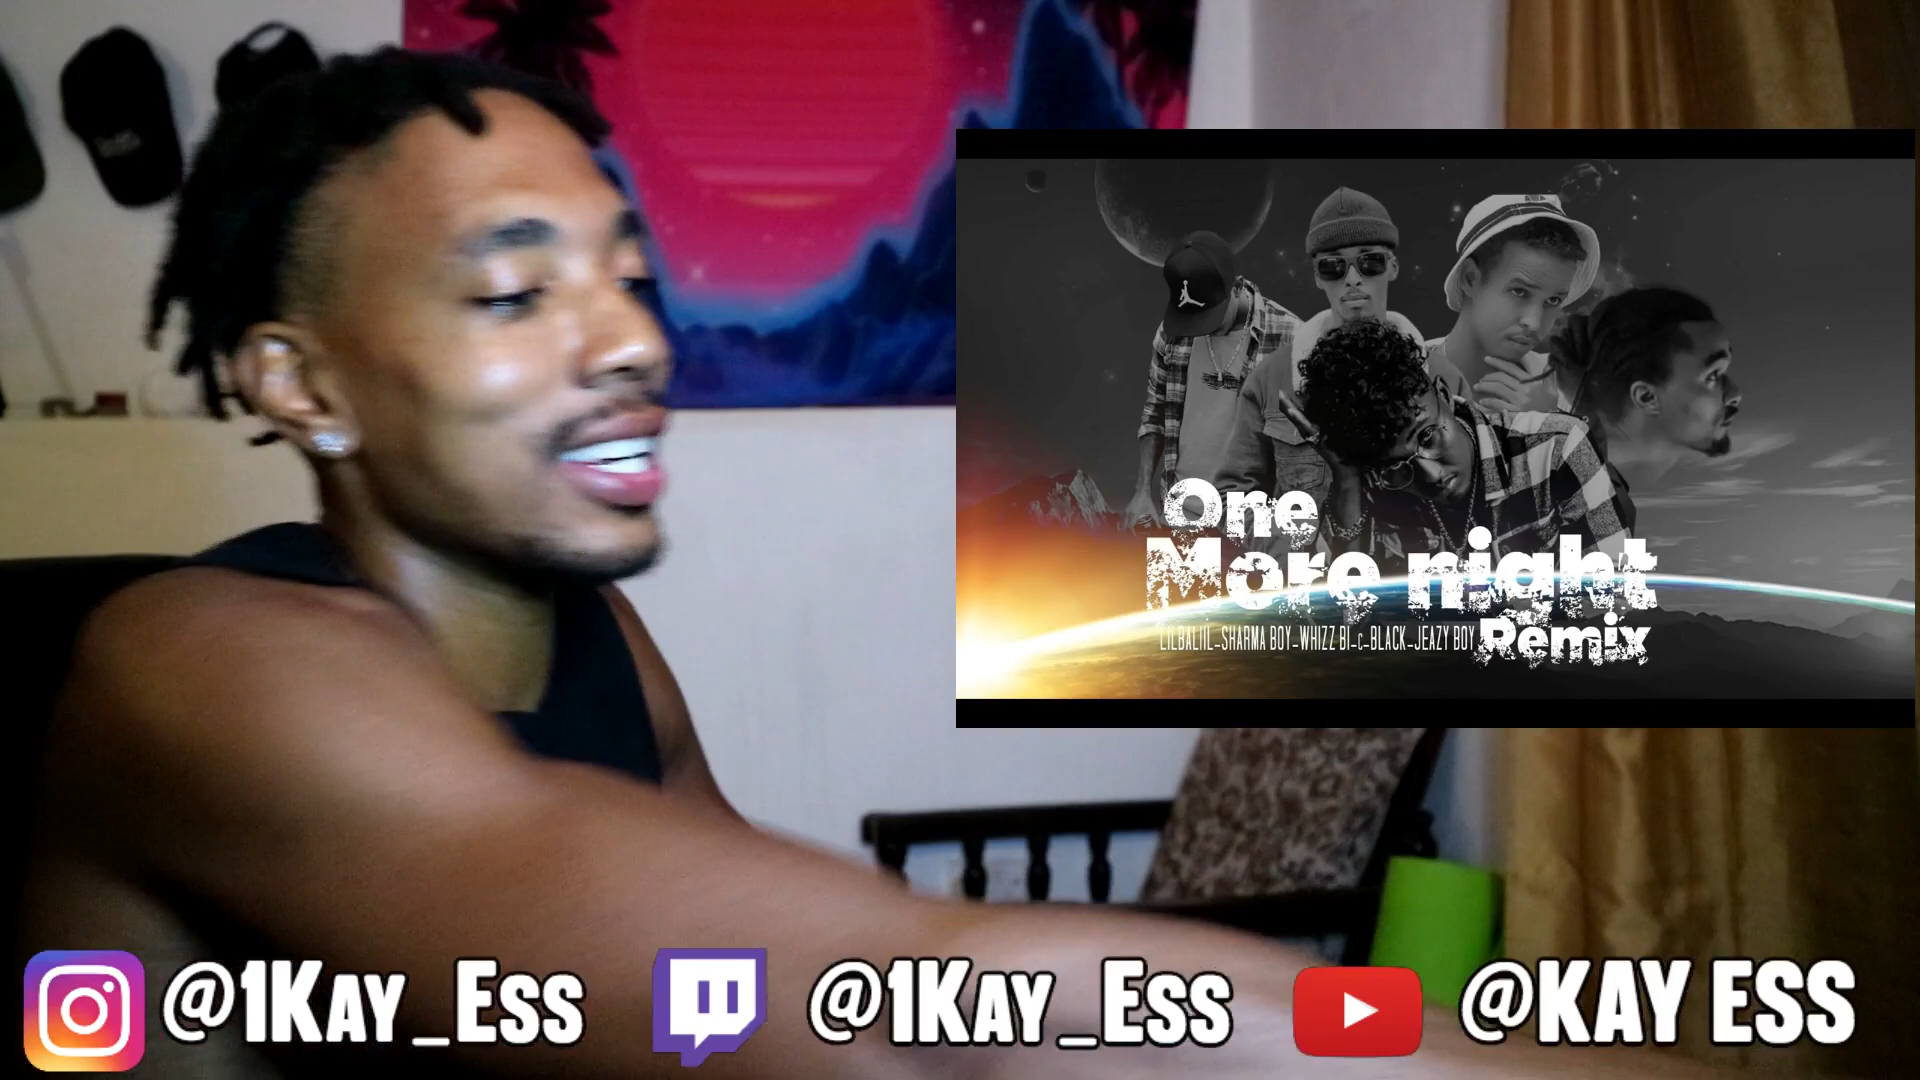 One
More night
LILBALIIL-SHARMA BOY-WHIZZ BI-C-BLACK-JEAZY BOY Remix
@1KAY_ESS
@1KAY_ESS
@KAY ESS